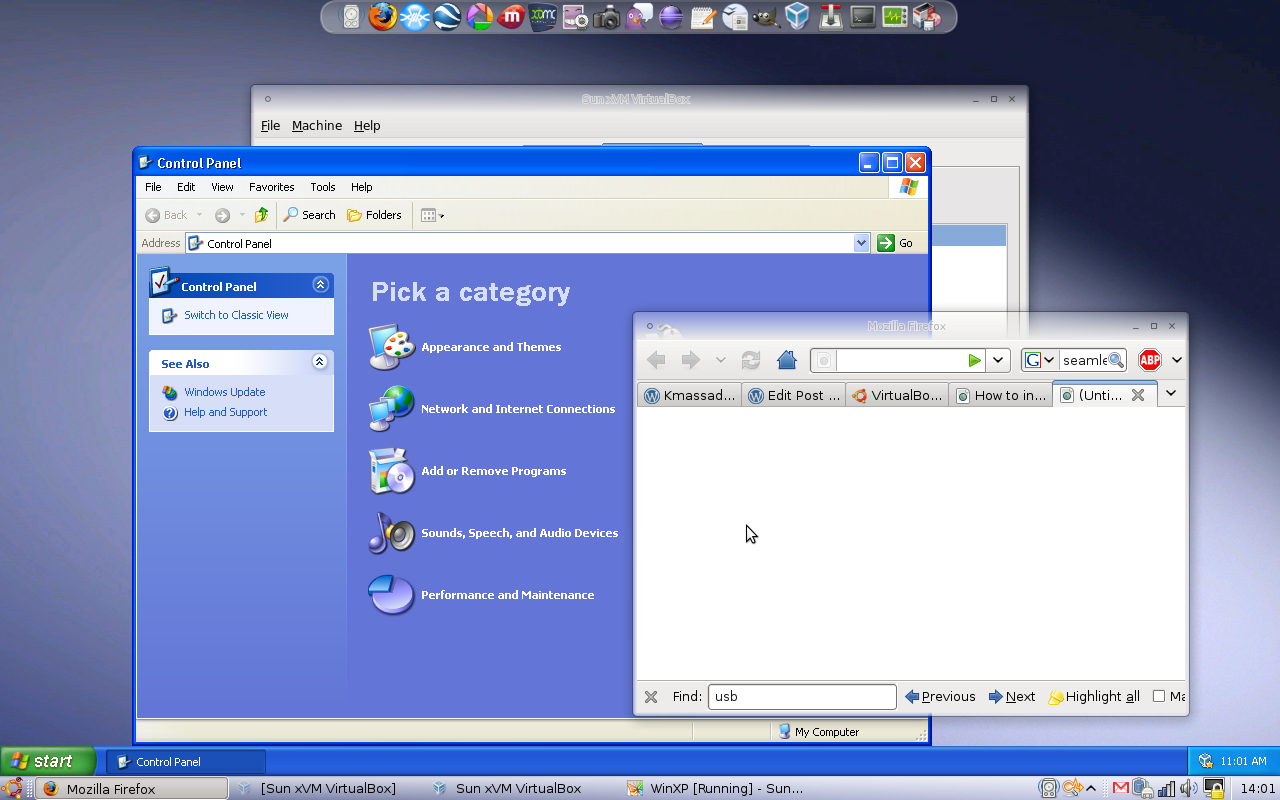 xbmc
Sun xVM VirtualBox
File Machine Help
Control Panel
File Edit View Favorites Tools Help
Back Search Folders
Address Control Panel Go
Control Panel
Switch to Classic View
See Also
Windows Update
Help and Support
Pick a category
Appearance and Themes
Network and Internet Connections
Add or Remove Programs
Sounds, Speech, and Audio Devices
Performance and Maintenance
My Computer
Mozilla Firefox
G seamle ABP
Kmassad... Edit Post ... VirtualBo... How to in... (Unti...
Find: usb Previous Next Highlight all Ma
start Control Panel 11:01 AM
Mozilla Firefox [Sun xVM VirtualBox] Sun xVM VirtualBox WinXP [Running] - Sun... 14:01